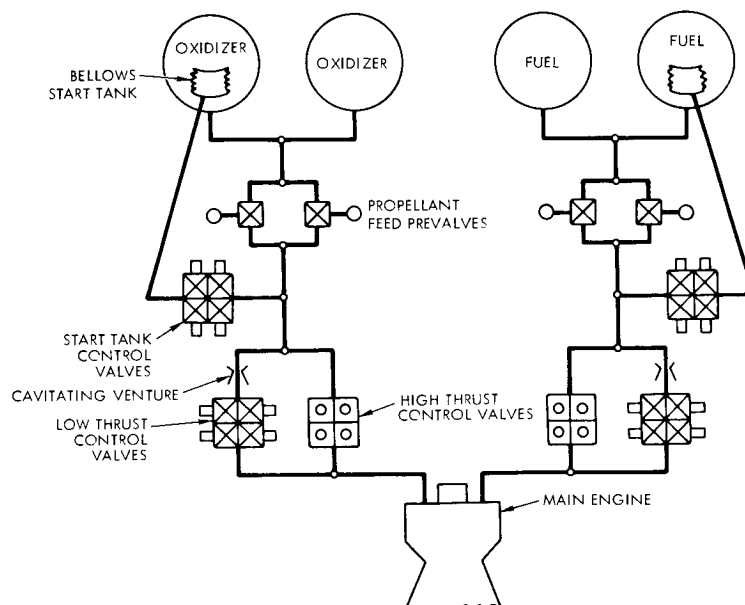 OXIDIZER
OXIDIZER
FUEL
FUEL
BELLOWS
START TANK
PROPELLANT
FEED PREVALVES
START TANK
CONTROL
VALVES
CAVITATING VENTURE
HIGH THRUST
CONTROL VALVES
LOW THRUST
CONTROL
VALVES
MAIN ENGINE